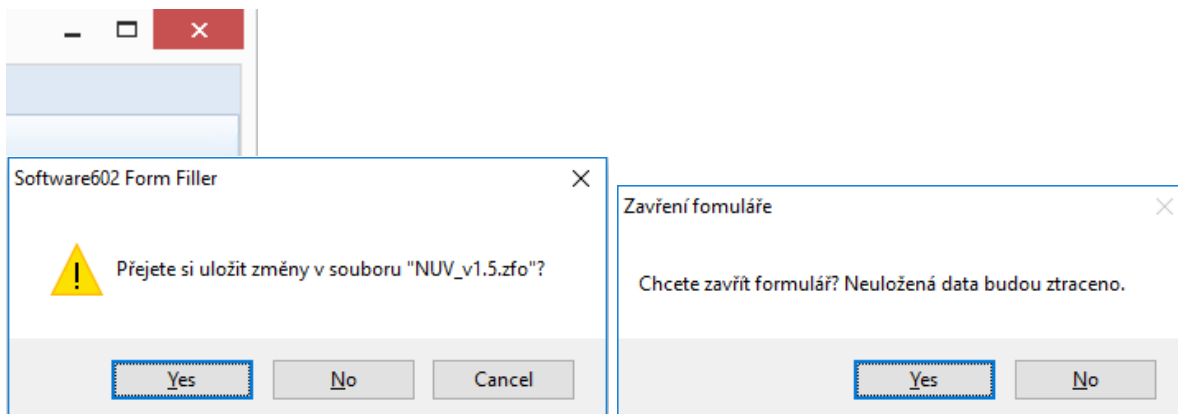 Software602 Form Filler
Přejete si uložit změny v souboru "NUV_v1.5.zfo"?
Yes No Cancel
Zavření fomuláře
Chcete zavřít formulář? Neuložená data budou ztraceno.
Yes No